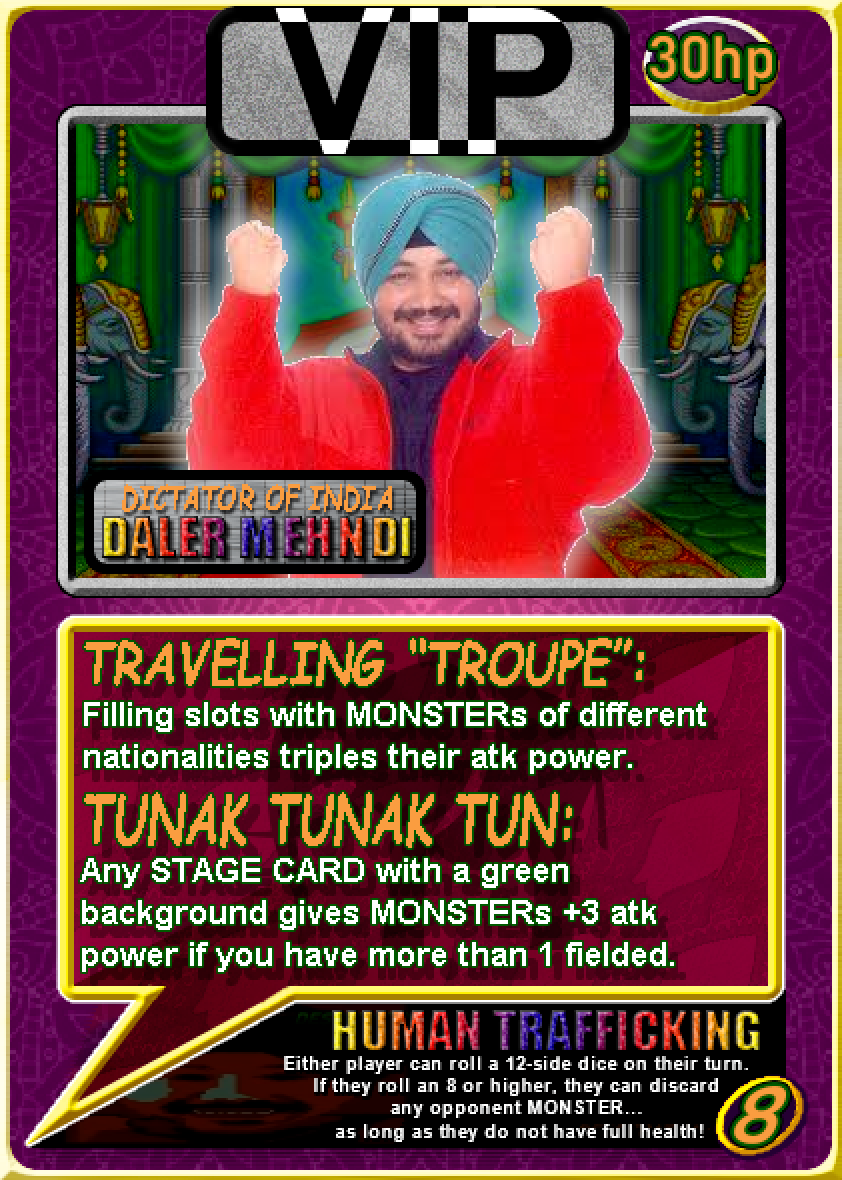 VIP
30hp
DICTATOR OF INDIA
DALER MEHNDI
TRAVELLING "TROUPE":
Filling slots with MONSTERs of different
nationalities triples their atk power.
TUNAK TUNAK TUN:
Any STAGE CARD with a green
background gives MONSTERs +3 atk
power if you have more than 1 fielded.
HUMAN TRAFFICKING
Either player can roll a 12-side dice on their turn.
If they roll an 8 or higher, they can discard
any opponent MONSTER...
as long as they do not have full health!
8